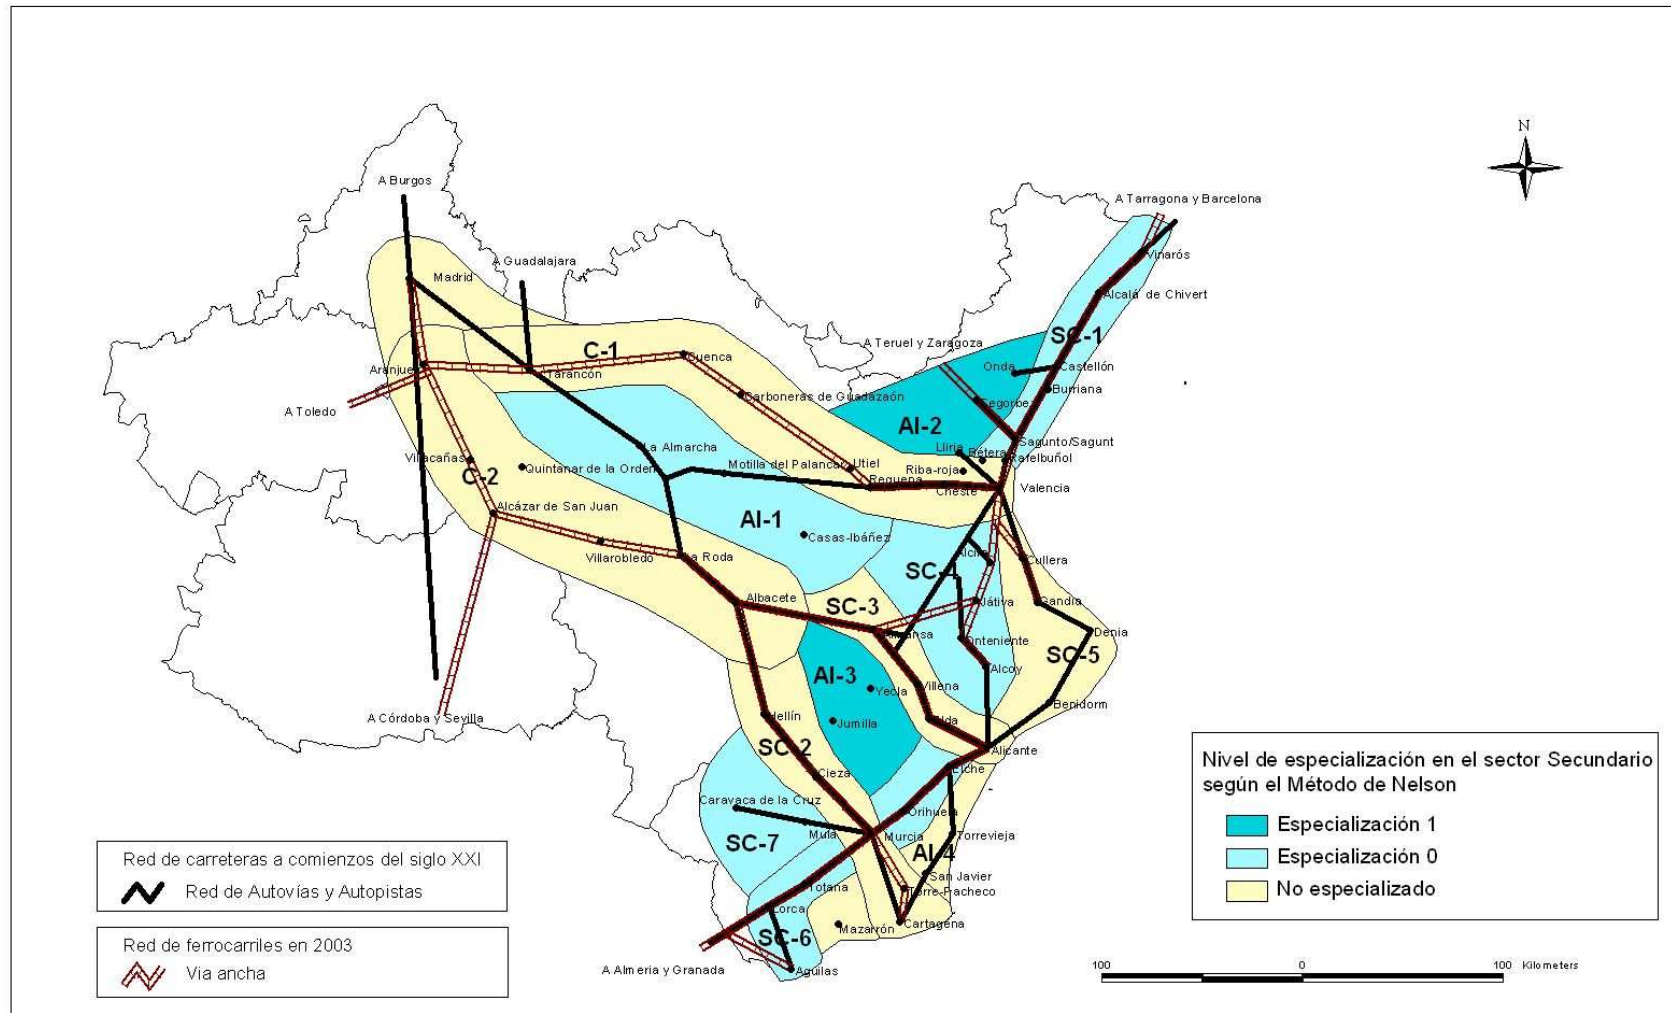 N
A Burgos
A Tarragona y Barcelona
Vinarós
A Guadalajara
Madrid
Alcalá de Chivert
SC-1
A Teruel y Zaragoza
C-1
Cuenca
Onda
Castellón
Aranjuez
Tarancón
Burriana
Carboneras de Guadazaón
Segorbe
A Toledo
AI-2
Sagunto/Sagunt
La Almarcha
Lliria
Bétera
Rafelbuñol
Villacañas
Quintanar de la Orden
Motilla del Palancar
Utiel
Riba-roja
C-2
Requena
Cheste
Valencia
Alcázar de San Juan
AI-1
Casas-Ibáñez
Villarobledo
La Roda
Alcira
Cullera
SC-4
Albacete
SC-3
Játiva
Gandia
Almansa
Onteniente
Denia
SC-5
AI-3
Alcoy
Yecla
Villena
Benidorm
A Córdoba y Sevilla
Hellín
Jumilla
Elda
SC-2
Alicante
Cieza
Elche
Caravaca de la Cruz
Orihuela
Mula
Murcia
Torrevieja
SC-7
AI-4
San Javier
Totana
Torre-Pacheco
Lorca
Cartagena
SC-6
Mazarrón
A Almeria y Granada
Aguilas
Red de carreteras a comienzos del siglo XXI
Red de Autovías y Autopistas
Red de ferrocarriles en 2003
Via ancha
Nivel de especialización en el sector Secundario
según el Método de Nelson
Especialización 1
Especialización 0
No especializado
100 0 100 Kilometers